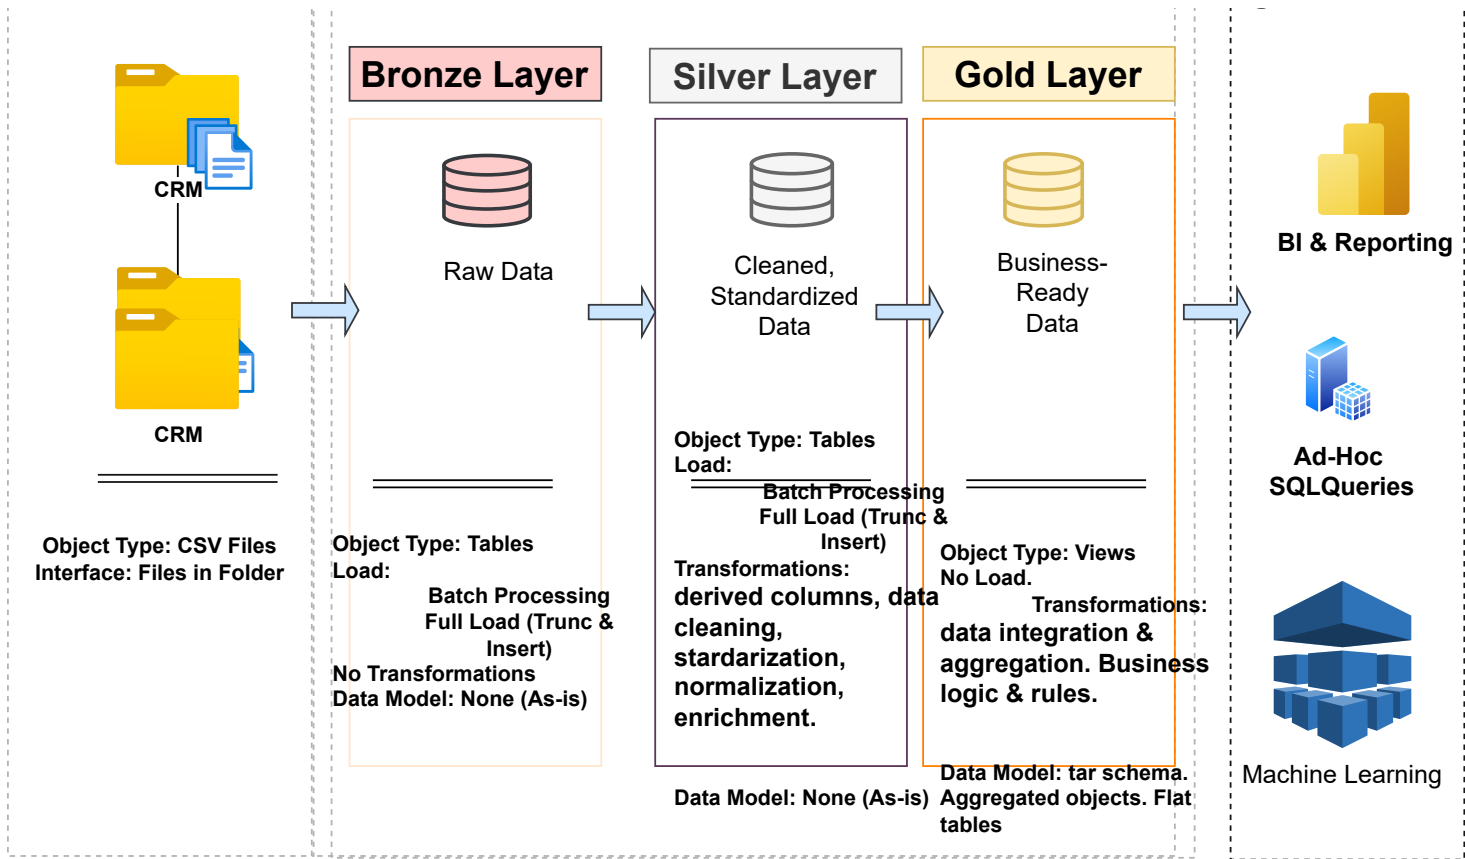 CRM
CRM
Object Type: CSV Files
Interface: Files in Folder
Bronze Layer
Raw Data
Object Type: Tables
Load:
Batch Processing
Full Load (Trunc &
Insert)
No Transformations
Data Model: None (As-is)
Silver Layer
Cleaned,
Standardized
Data
Object Type: Tables
Load:
Batch Processing
Full Load (Trunc &
Insert)
Transformations:
derived columns, data
cleaning,
stardarization,
normalization,
enrichment.
Data Model: None (As-is)
Gold Layer
Business-
Ready
Data
Object Type: Views
No Load.
Transformations:
data integration &
aggregation. Business
logic & rules.
Data Model: tar schema.
Aggregated objects. Flat
tables
BI & Reporting
Ad-Hoc
SQLQueries
Machine Learning